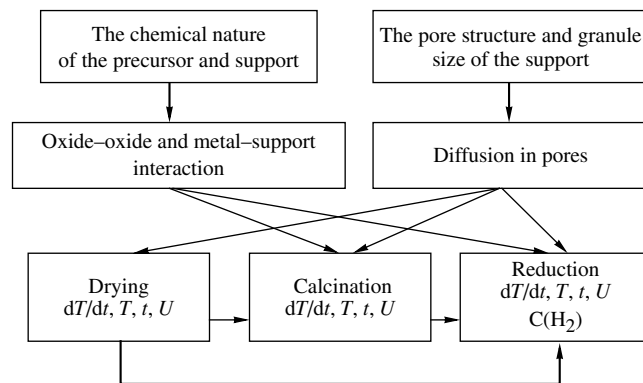 The chemical nature
of the precursor and support
The pore structure and granule
size of the support
Oxide–oxide and metal–support
interaction
Diffusion in pores
Drying
dT/dt, T, t, U
Calcination
dT/dt, T, t, U
Reduction
dT/dt, T, t, U
C(H₂)